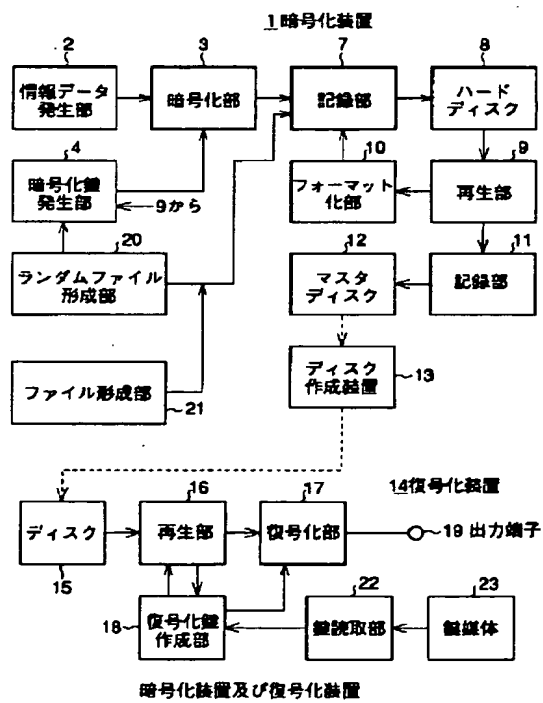 1 暗号化装置
2
3
7
8
情報データ
発生部
暗号化部
記録部
ハード
ディスク
4
10
9
暗号化鍵
発生部
9から
フォーマット
化部
再生部
20
12
11
ランダムファイル
形成部
マスタ
ディスク
記録部
ファイル形成部
21
ディスク
作成装置
13
16
17
14 復号化装置
ディスク
再生部
復号化部
19 出力端子
15
22
23
18
復号化鍵
作成部
鍵読取部
鍵媒体
暗号化装置及び復号化装置